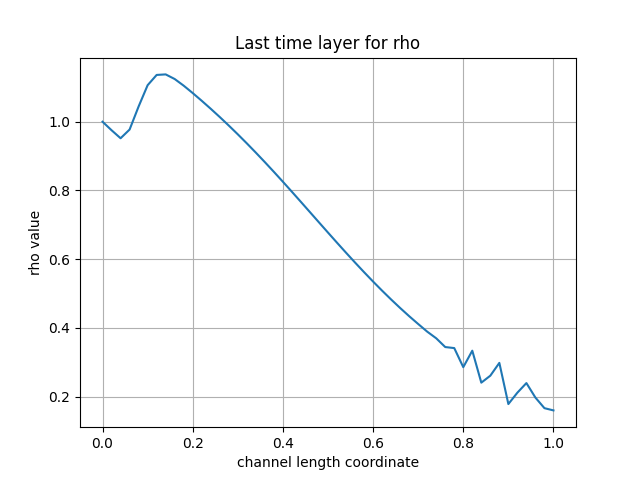 Last time layer for rho
rho value
1.0
0.8
0.6
0.4
0.2
0.0 0.2 0.4 0.6 0.8 1.0
channel length coordinate